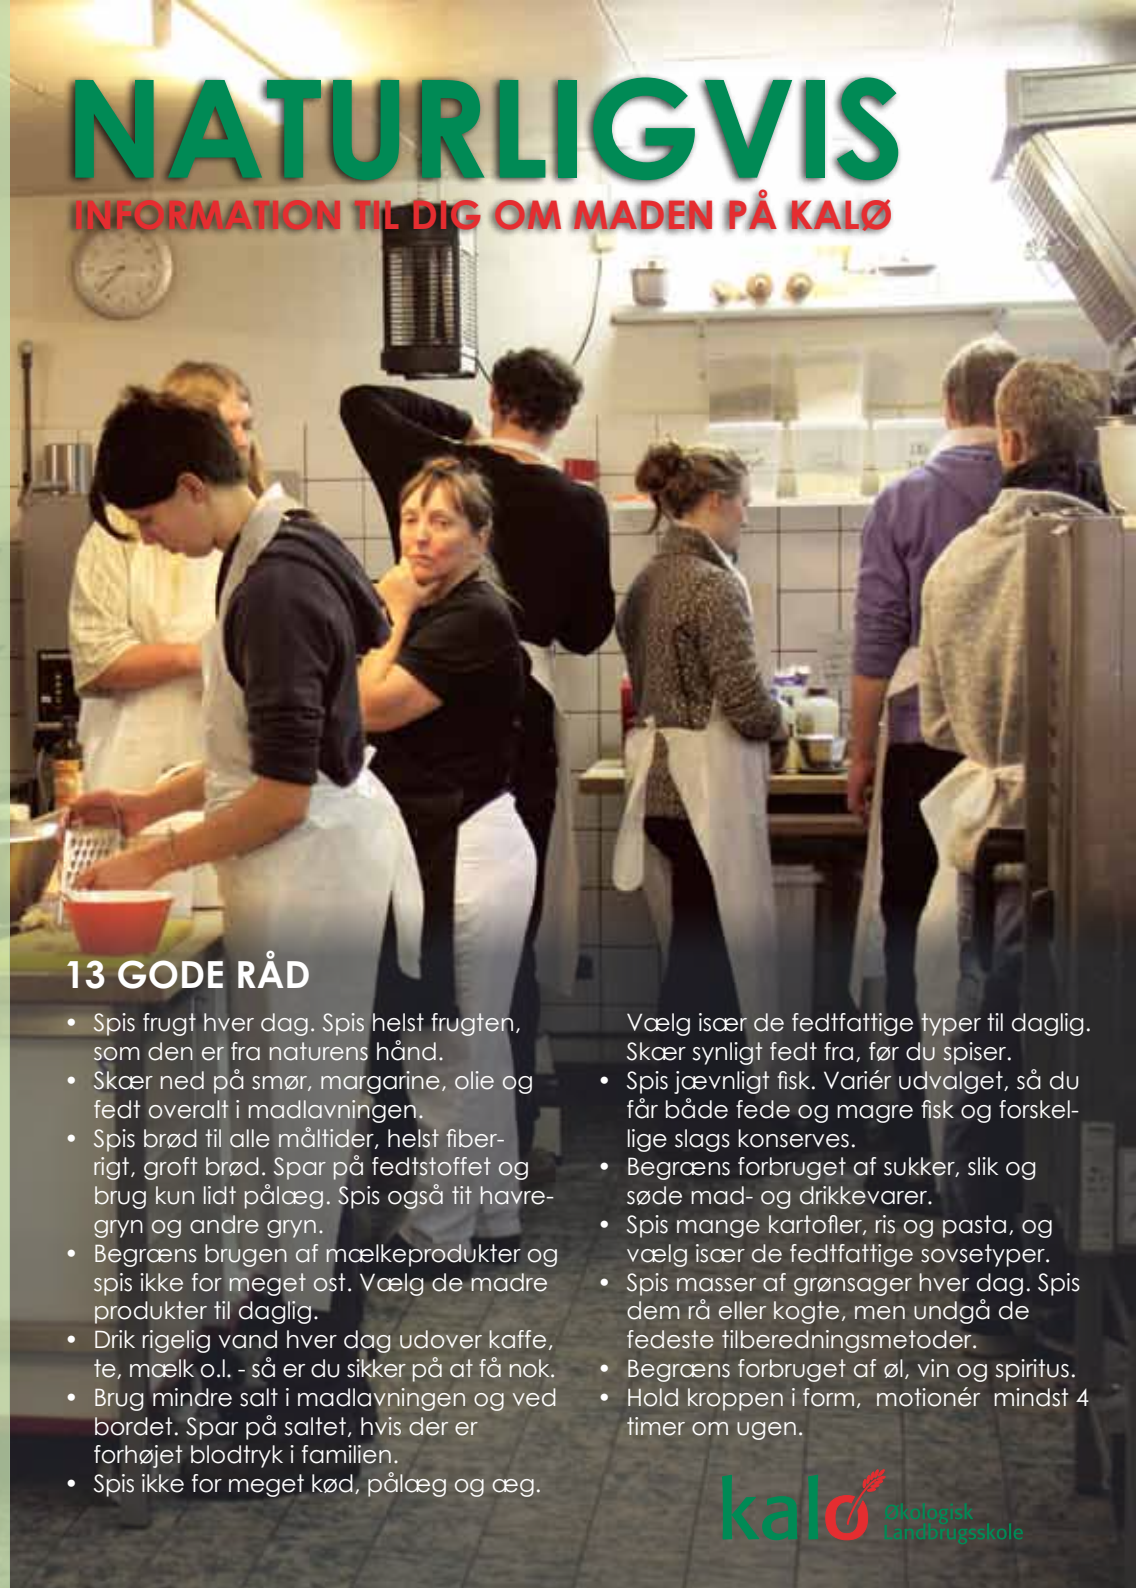 NATURLIGVIS
INFORMATION TIL DIG OM MADEN PÅ KALØ
13 GODE RÅD
• Spis frugt hver dag. Spis helst frugten,
som den er fra naturens hånd.
• Skær ned på smør, margarine, olie og
fedt overalt i madlavningen.
• Spis brød til alle måltider, helst fiber-
rigt, groft brød. Spar på fedtstoffet og
brug kun lidt pålæg. Spis også tit havre-
gryn og andre gryn.
• Begræns brugen af mælkeprodukter og
spis ikke for meget ost. Vælg de madre
produkter til daglig.
• Drik rigelig vand hver dag udover kaffe,
te, mælk o.l. - så er du sikker på at få nok.
• Brug mindre salt i madlavningen og ved
bordet. Spar på saltet, hvis der er
forhøjet blodtryk i familien.
• Spis ikke for meget kød, pålæg og æg.
Vælg især de fedtfattige typer til daglig.
Skær synligt fedt fra, før du spiser.
• Spis jævnligt fisk. Variér udvalget, så du
får både fede og magre fisk og forskel-
lige slags konserves.
• Begræns forbruget af sukker, slik og
søde mad- og drikkevarer.
• Spis mange kartofler, ris og pasta, og
vælg især de fedtfattige sovsetyper.
• Spis masser af grønsager hver dag. Spis
dem rå eller kogte, men undgå de
fedeste tilberedningsmetoder.
• Begræns forbruget af øl, vin og spiritus.
• Hold kroppen i form, motionér mindst 4
timer om ugen.
kalø
Økologisk
Landbrugsskole